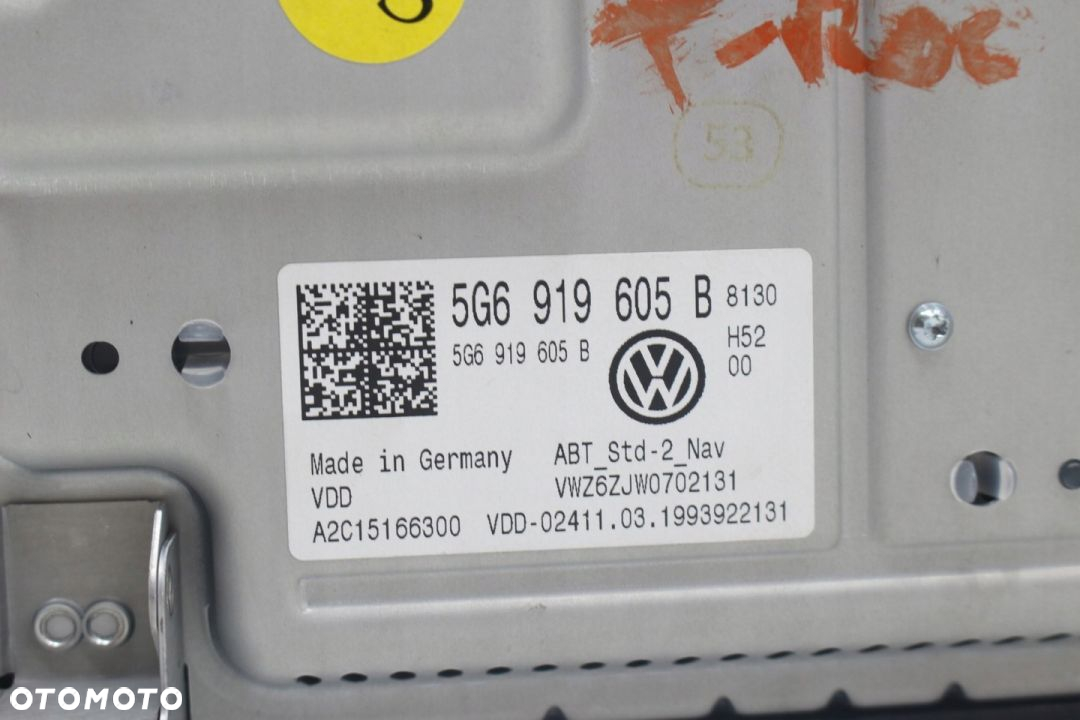 T-Roc
53
5G6 919 605 B 8130
5G6 919 605 B H52
00
Made in Germany ABT_Std-2_Nav
VDD VWZ6ZJW0702131
A2C15166300 VDD-02411.03.1993922131
OTOMOTO